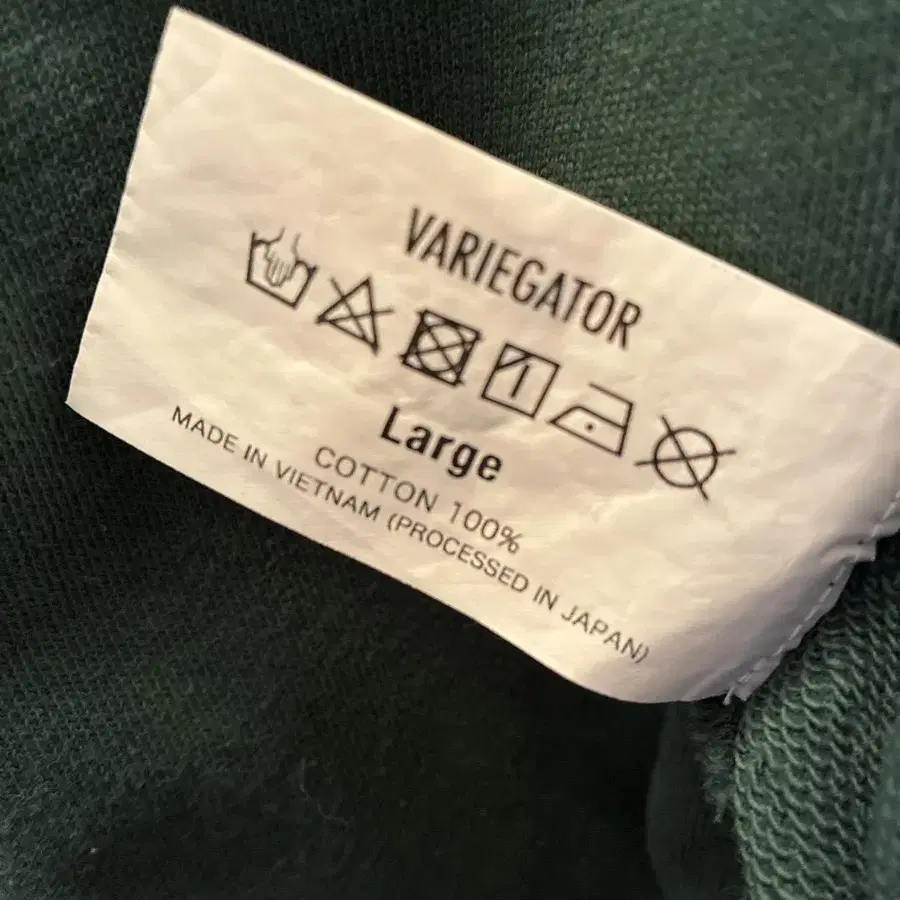 VARIEGATOR
Large
COTTON 100%
MADE IN VIETNAM (PROCESSED IN JAPAN)